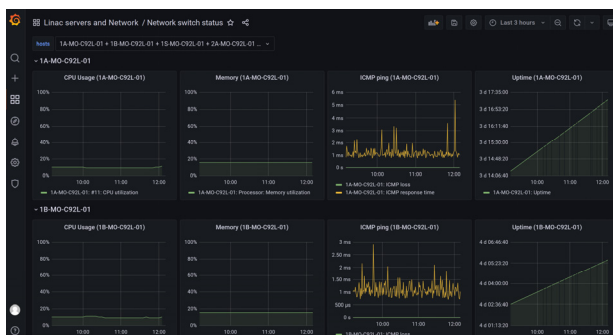 Linac servers and Network / Network switch status
Last 3 hours
hosts 1A-MO-C92L-01 + 1B-MO-C92L-01 + 1S-MO-C92L-01 + 2A-MO-C92L-01 ...
1A-MO-C92L-01
CPU Usage (1A-MO-C92L-01)
100%
80%
60%
40%
20%
10:00 11:00 12:00
1A-MO-C92L-01: #11: CPU utilization
Memory (1A-MO-C92L-01)
100%
80%
60%
40%
20%
10:00 11:00 12:00
1A-MO-C92L-01: Processor: Memory utilization
ICMP ping (1A-MO-C92L-01)
6 ms
5 ms
4 ms
3 ms
2 ms
1 ms
0 s
10:00 11:00 12:00
1A-MO-C92L-01: ICMP loss
1A-MO-C92L-01: ICMP response time
Uptime (1A-MO-C92L-01)
3 d 17:35:00
3 d 16:53:20
3 d 16:11:40
3 d 15:30:00
3 d 14:48:20
3 d 14:06:40
10:00 11:00 12:00
1A-MO-C92L-01: Uptime
1B-MO-C92L-01
CPU Usage (1B-MO-C92L-01)
100%
80%
60%
40%
20%
10:00 11:00 12:00
Memory (1B-MO-C92L-01)
100%
80%
60%
40%
20%
10:00 11:00 12:00
ICMP ping (1B-MO-C92L-01)
3 ms
2.50 ms
2 ms
1.50 ms
1 ms
500 µs
0 s
10:00 11:00 12:00
1B-MO-C92L-01: ICMP loss
Uptime (1B-MO-C92L-01)
4 d 06:46:40
4 d 05:23:20
4 d 04:00:00
4 d 02:36:40
4 d 01:13:20
10:00 11:00 12:00